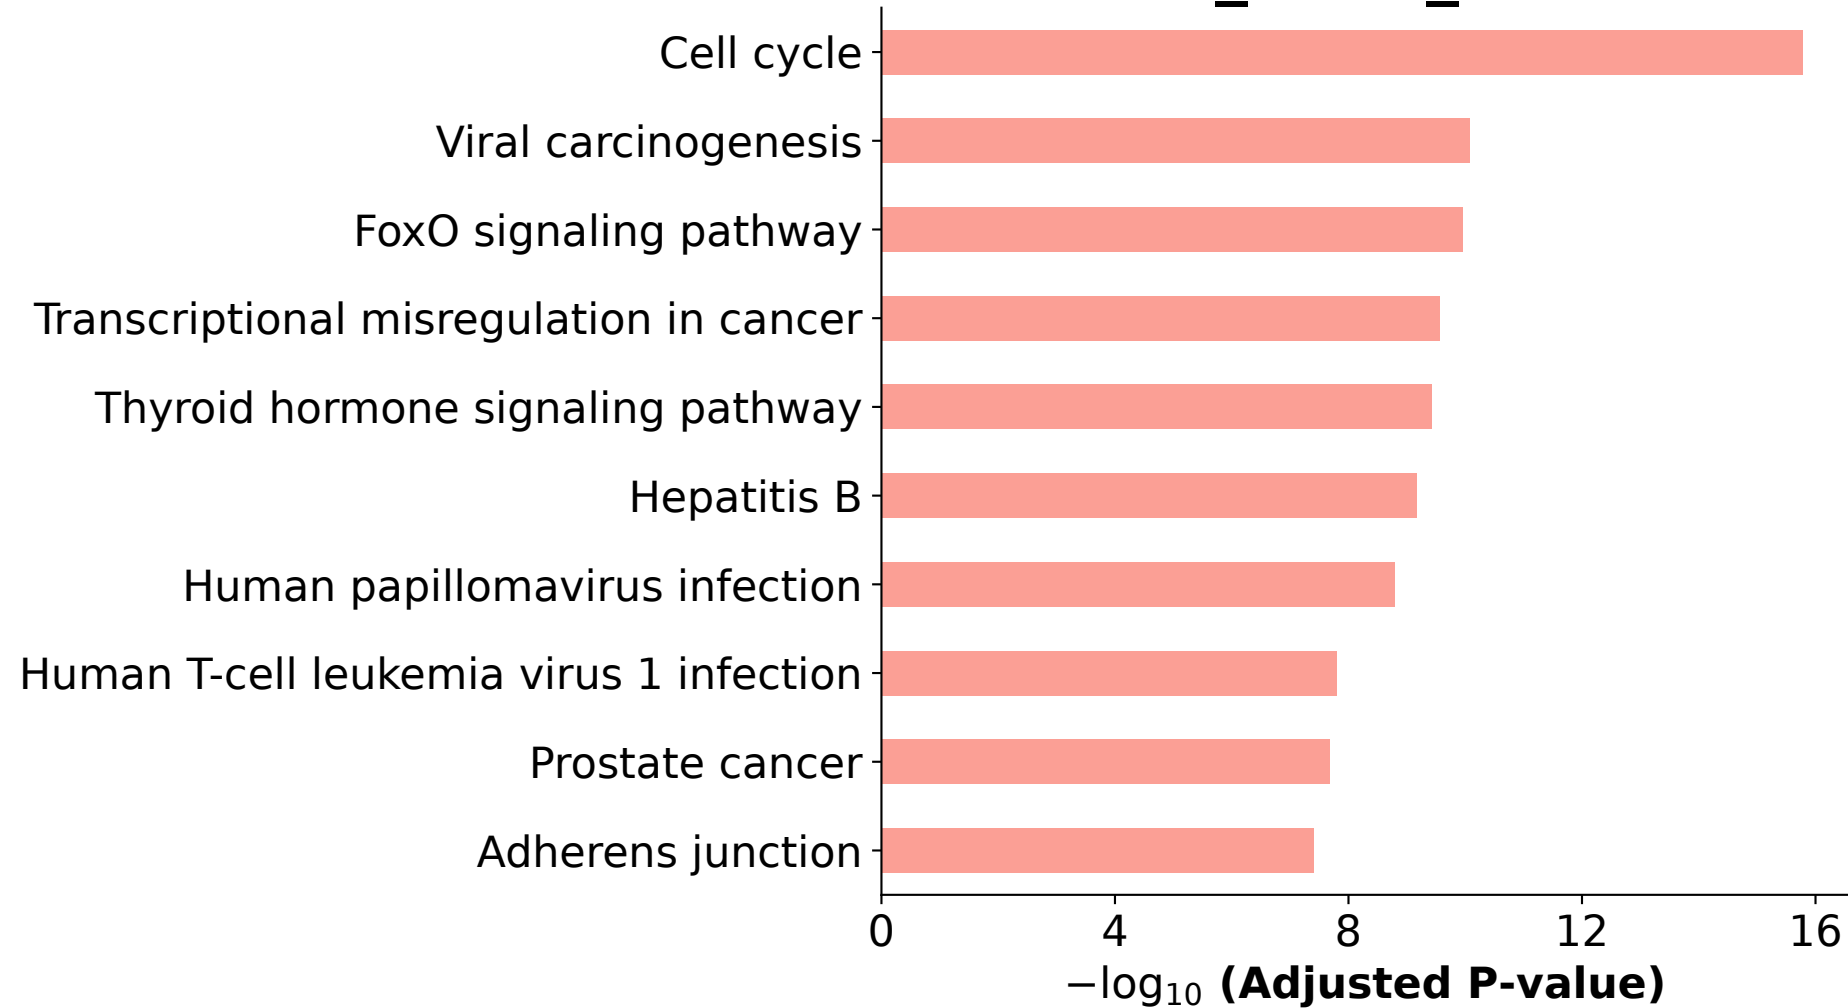 Cell cycle
Viral carcinogenesis
FoxO signaling pathway
Transcriptional misregulation in cancer
Thyroid hormone signaling pathway
Hepatitis B
Human papillomavirus infection
Human T-cell leukemia virus 1 infection
Prostate cancer
Adherens junction
0 4 8 12 16
−log₁₀ (Adjusted P-value)